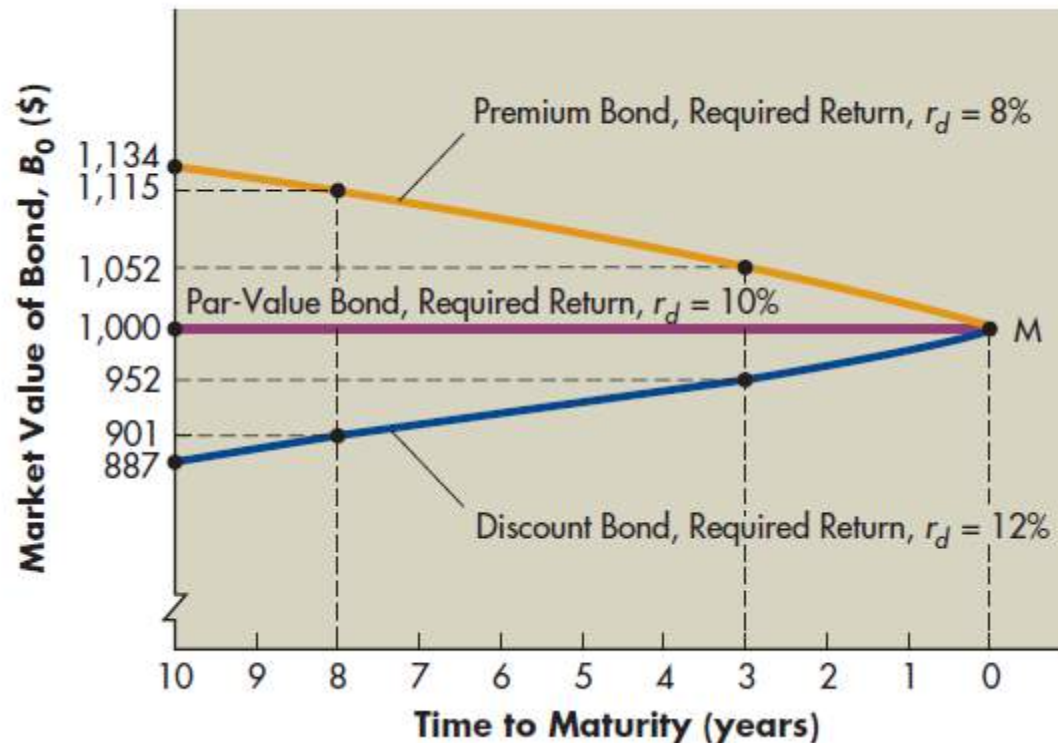 Market Value of Bond, B₀ ($)
1,134
1,115
1,052
1,000
952
901
887
Premium Bond, Required Return, r_d = 8%
Par-Value Bond, Required Return, r_d = 10%
M
Discount Bond, Required Return, r_d = 12%
10 9 8 7 6 5 4 3 2 1 0
Time to Maturity (years)